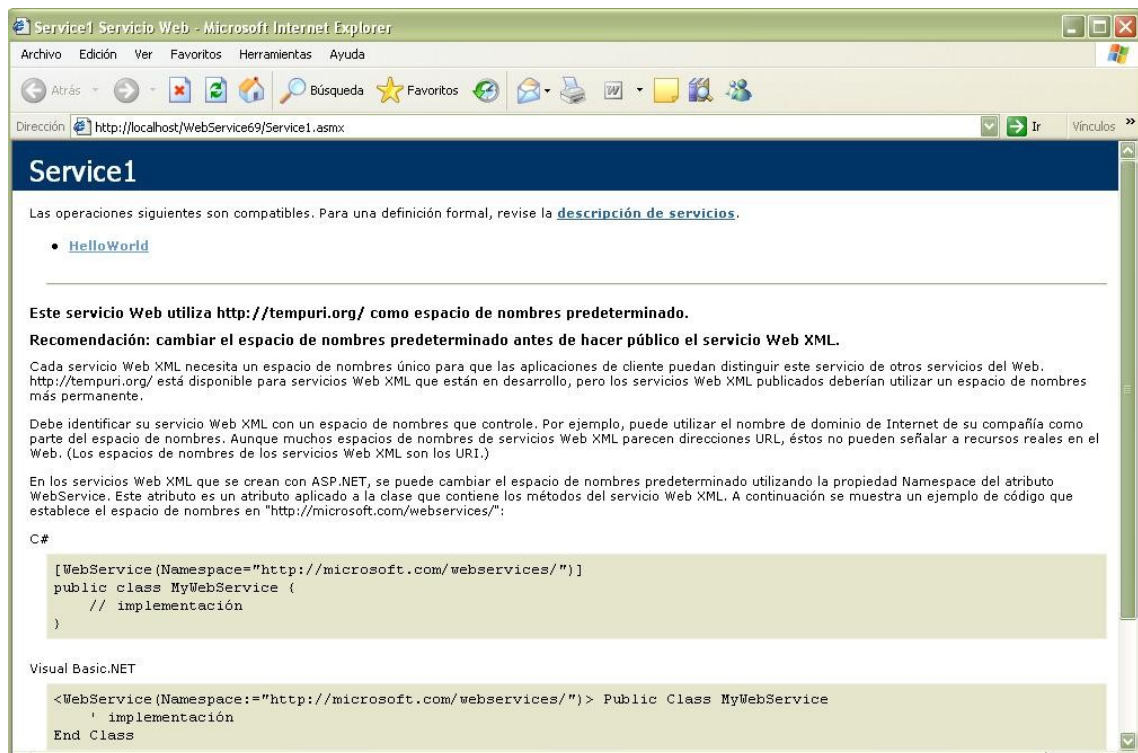 Service1 Servicio Web - Microsoft Internet Explorer
Archivo Edición Ver Favoritos Herramientas Ayuda
Atrás Búsqueda Favoritos
Dirección http://localhost/WebService69/Service1.asmx Ir Vínculos »
Service1
Las operaciones siguientes son compatibles. Para una definición formal, revise la descripción de servicios.
• HelloWorld
Este servicio Web utiliza http://tempuri.org/ como espacio de nombres predeterminado.
Recomendación: cambiar el espacio de nombres predeterminado antes de hacer público el servicio Web XML.
Cada servicio Web XML necesita un espacio de nombres único para que las aplicaciones de cliente puedan distinguir este servicio de otros servicios del Web.
http://tempuri.org/ está disponible para servicios Web XML que están en desarrollo, pero los servicios Web XML publicados deberían utilizar un espacio de nombres
más permanente.
Debe identificar su servicio Web XML con un espacio de nombres que controle. Por ejemplo, puede utilizar el nombre de dominio de Internet de su compañía como
parte del espacio de nombres. Aunque muchos espacios de nombres de servicios Web XML parecen direcciones URL, éstos no pueden señalar a recursos reales en el
Web. (Los espacios de nombres de los servicios Web XML son los URI.)
En los servicios Web XML que se crean con ASP.NET, se puede cambiar el espacio de nombres predeterminado utilizando la propiedad Namespace del atributo
WebService. Este atributo es un atributo aplicado a la clase que contiene los métodos del servicio Web XML. A continuación se muestra un ejemplo de código que
establece el espacio de nombres en "http://microsoft.com/webservices/":
C#
[WebService(Namespace="http://microsoft.com/webservices/")]
public class MyWebService {
// implementación
}
Visual Basic.NET
<WebService(Namespace:="http://microsoft.com/webservices/")> Public Class MyWebService
' implementación
End Class